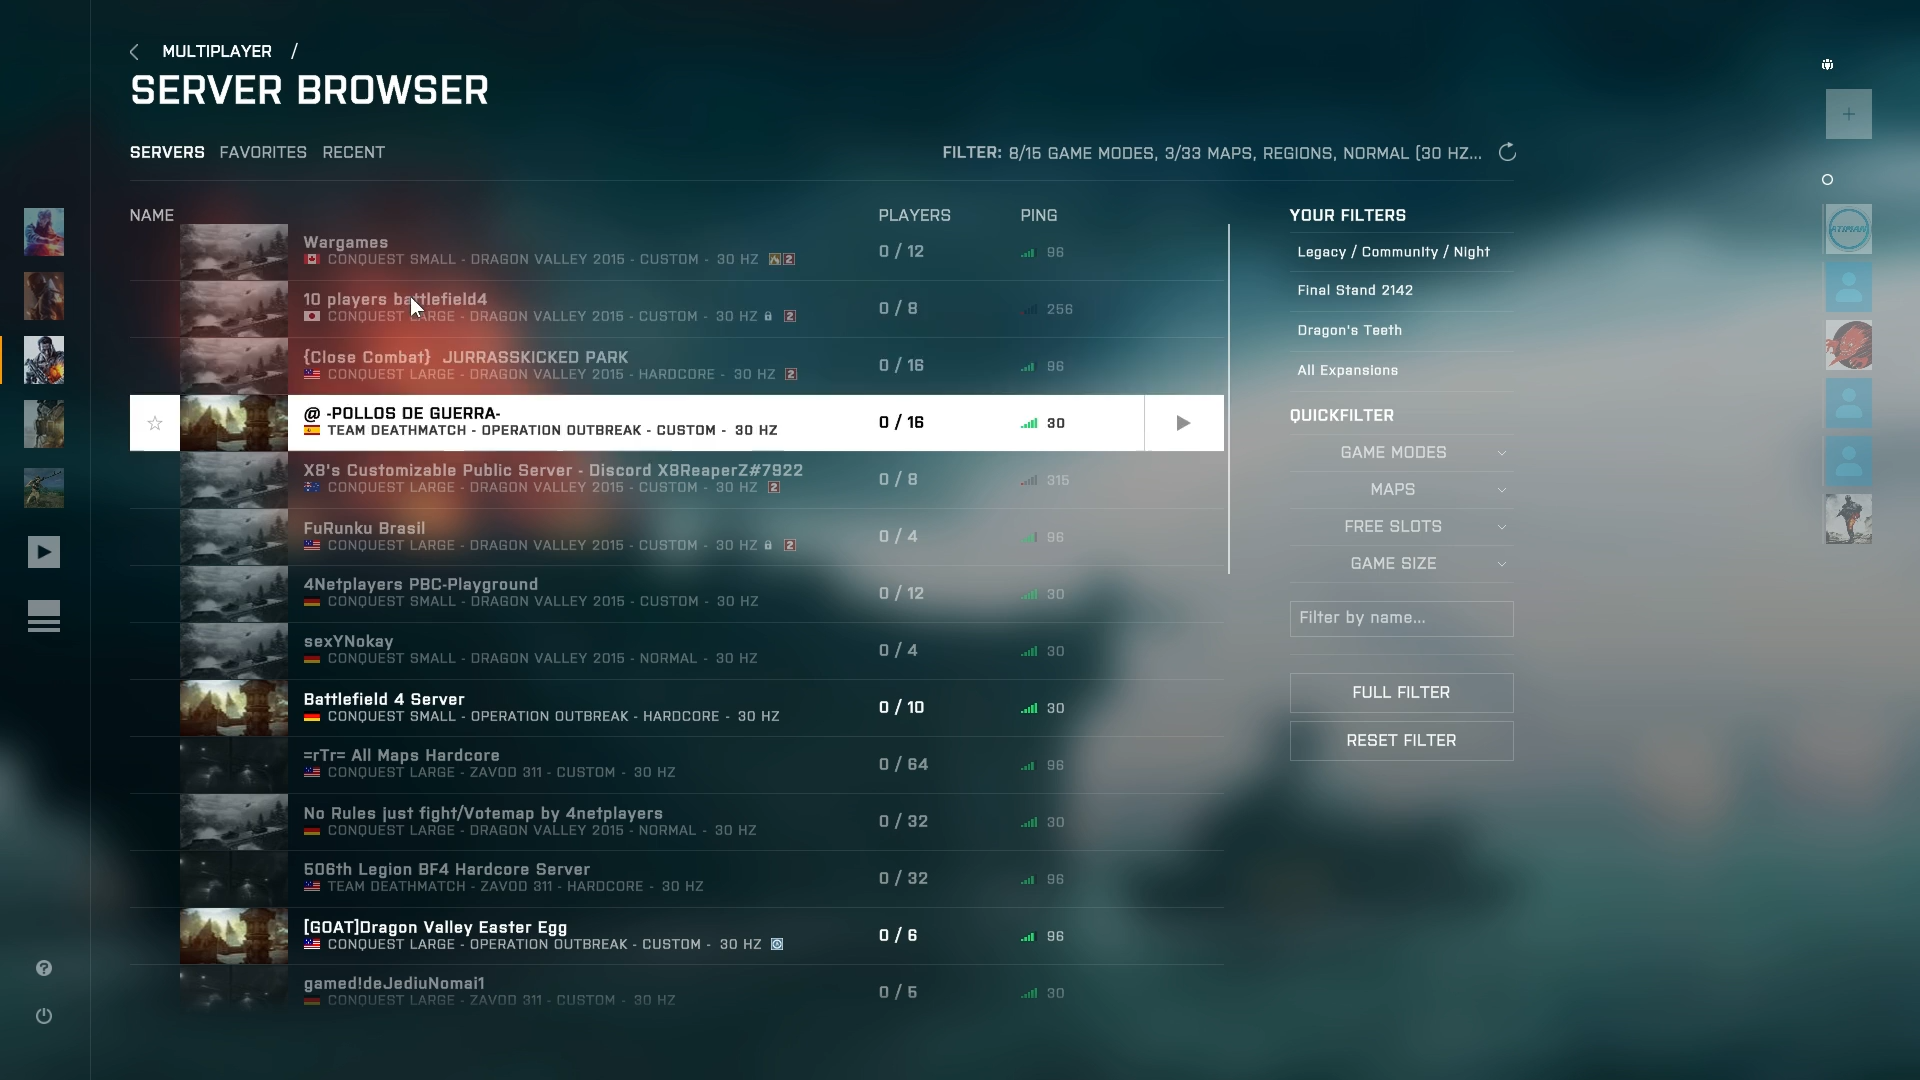 MULTIPLAYER /
SERVER BROWSER
SERVERS FAVORITES RECENT
FILTER: 8/15 GAME MODES, 3/33 MAPS, REGIONS, NORMAL (30 HZ...
NAME PLAYERS PING
Wargames
CONQUEST SMALL - DRAGON VALLEY 2015 - CUSTOM - 30 HZ 2
0 / 12 96
10 players battlefield4
CONQUEST LARGE - DRAGON VALLEY 2015 - CUSTOM - 30 HZ 2
0 / 8 256
{Close Combat} JURRASSKICKED PARK
CONQUEST LARGE - DRAGON VALLEY 2015 - HARDCORE - 30 HZ 2
0 / 16 96
@ -POLLOS DE GUERRA-
TEAM DEATHMATCH - OPERATION OUTBREAK - CUSTOM - 30 HZ
0 / 16 30
X8's Customizable Public Server - Discord X8ReaperZ#7922
CONQUEST LARGE - DRAGON VALLEY 2015 - CUSTOM - 30 HZ 2
0 / 8 315
FuRunku Brasil
CONQUEST LARGE - DRAGON VALLEY 2015 - CUSTOM - 30 HZ 2
0 / 4 96
4Netplayers PBC-Playground
CONQUEST SMALL - DRAGON VALLEY 2015 - CUSTOM - 30 HZ
0 / 12 30
sexYNokay
CONQUEST SMALL - DRAGON VALLEY 2015 - NORMAL - 30 HZ
0 / 4 30
Battlefield 4 Server
CONQUEST SMALL - OPERATION OUTBREAK - HARDCORE - 30 HZ
0 / 10 30
=rTr= All Maps Hardcore
CONQUEST LARGE - ZAVOD 311 - CUSTOM - 30 HZ
0 / 64 96
No Rules just fight/Votemap by 4netplayers
CONQUEST LARGE - DRAGON VALLEY 2015 - NORMAL - 30 HZ
0 / 32 30
506th Legion BF4 Hardcore Server
TEAM DEATHMATCH - ZAVOD 311 - HARDCORE - 30 HZ
0 / 32 96
[GOAT]Dragon Valley Easter Egg
CONQUEST LARGE - OPERATION OUTBREAK - CUSTOM - 30 HZ
0 / 6 96
gamed!deJediuNomai1
CONQUEST LARGE - ZAVOD 311 - CUSTOM - 30 HZ
0 / 5 30
YOUR FILTERS
Legacy / Community / Night
Final Stand 2142
Dragon's Teeth
All Expansions
QUICKFILTER
GAME MODES
MAPS
FREE SLOTS
GAME SIZE
Filter by name...
FULL FILTER
RESET FILTER